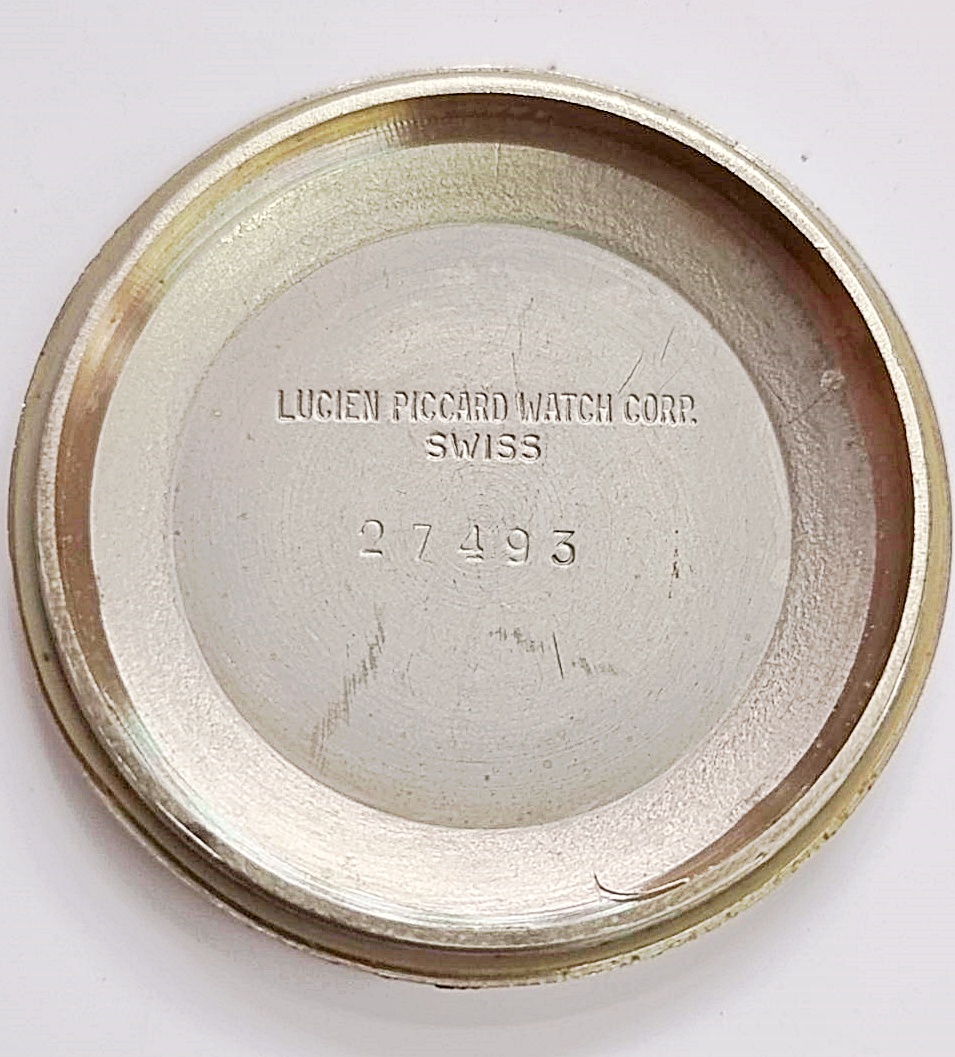 LUCIEN PICCARD WATCH CORP.
SWISS
27493